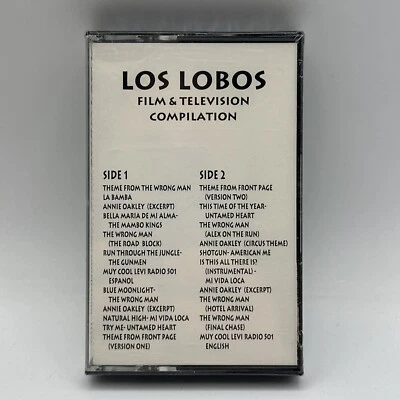 LOS LOBOS
FILM & TELEVISION
COMPILATION
SIDE 1
THEME FROM THE WRONG MAN
LA BAMBA
ANNIE OAKLEY (EXCERPT)
BELLA MARIA DE MI ALMA-
THE MAMBO KINGS
THE WRONG MAN
(THE ROAD BLOCK)
RUN THROUGH THE JUNGLE-
THE GUNMEN
MUY COOL LEVI RADIO 501
ESPANOL
BLUE MOONLIGHT-
THE WRONG MAN
ANNIE OAKLEY (EXCERPT)
NATURAL HIGH- MI VIDA LOCA
TRY ME- UNTAMED HEART
THEME FROM FRONT PAGE
(VERSION ONE)
SIDE 2
THEME FROM FRONT PAGE
(VERSION TWO)
THIS TIME OF THE YEAR-
UNTAMED HEART
THE WRONG MAN
(ALEX ON THE RUN)
ANNIE OAKLEY (CIRCUS THEME)
SHOTGUN- AMERICAN ME
IS THIS ALL THERE IS?
(INSTRUMENTAL) -
MI VIDA LOCA
ANNIE OAKLEY (EXCERPT)
THE WRONG MAN
(HOTEL ARRIVAL)
THE WRONG MAN
(FINAL CHASE)
MUY COOL LEVI RADIO 501
ENGLISH